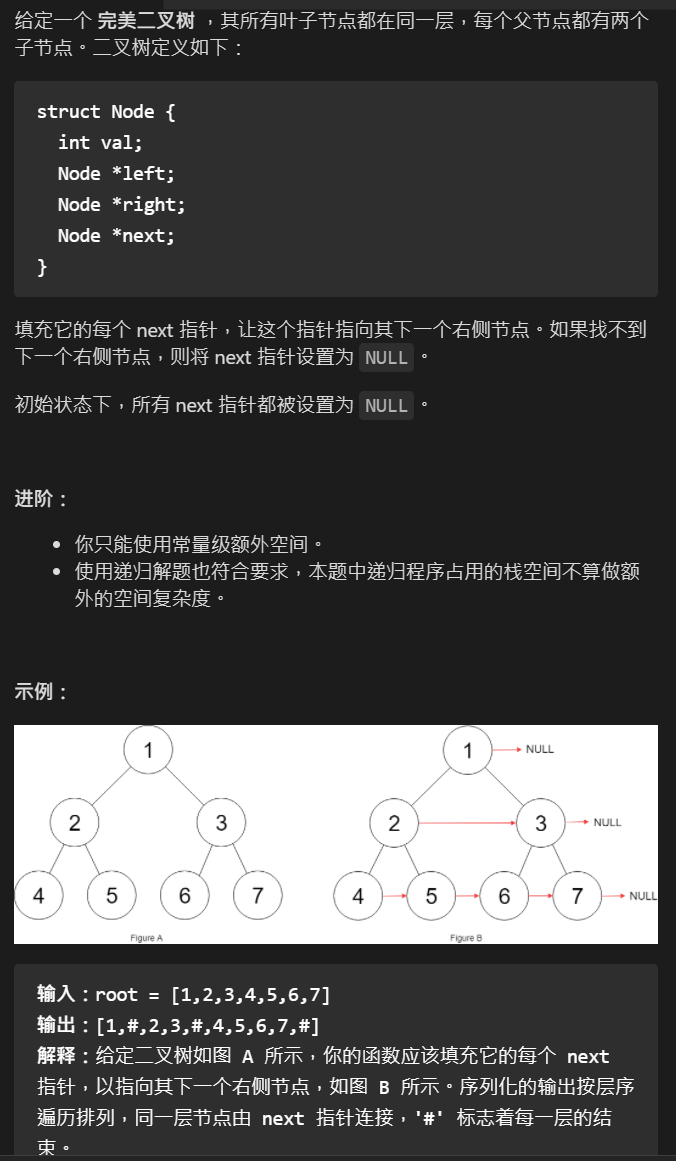 给定一个 完美二叉树 ，其所有叶子节点都在同一层，每个父节点都有两个
子节点。二叉树定义如下：
struct Node {
  int val;
  Node *left;
  Node *right;
  Node *next;
}
填充它的每个 next 指针，让这个指针指向其下一个右侧节点。如果找不到
下一个右侧节点，则将 next 指针设置为 NULL 。
初始状态下，所有 next 指针都被设置为 NULL 。
进阶：
• 你只能使用常量级额外空间。
• 使用递归解题也符合要求，本题中递归程序占用的栈空间不算做额
外的空间复杂度。
示例：
1 1 NULL
2 3 2 3 NULL
4 5 6 7 4 5 6 7 NULL
Figure A Figure B
输入：root = [1,2,3,4,5,6,7]
输出：[1,#,2,3,#,4,5,6,7,#]
解释：给定二叉树如图 A 所示，你的函数应该填充它的每个 next
指针，以指向其下一个右侧节点，如图 B 所示。序列化的输出按层序
遍历排列，同一层节点由 next 指针连接，'#' 标志着每一层的结
束。